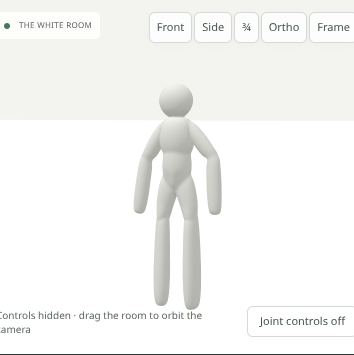 THE WHITE ROOM
Front Side ¾ Ortho Frame
Controls hidden · drag the room to orbit the
camera
Joint controls off